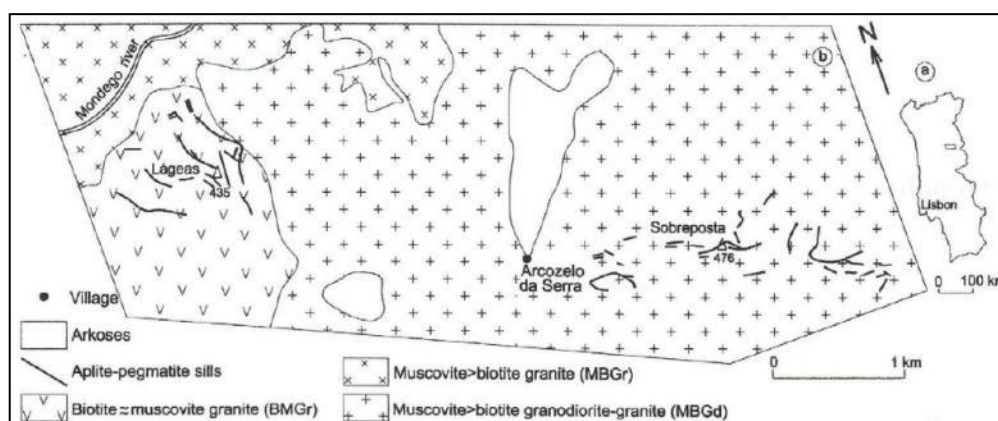 N
b
a
Mondego river
Lageas
435
Lisbon
Sobreposta
476
Arcozelo
da Serra
Village
0 100 km
Arkoses
Aplite-pegmatite sills
0 1 km
Muscovite>biotite granite (MBGr)
Biotite ≈ muscovite granite (BMGr)
Muscovite>biotite granodiorite-granite (MBGd)